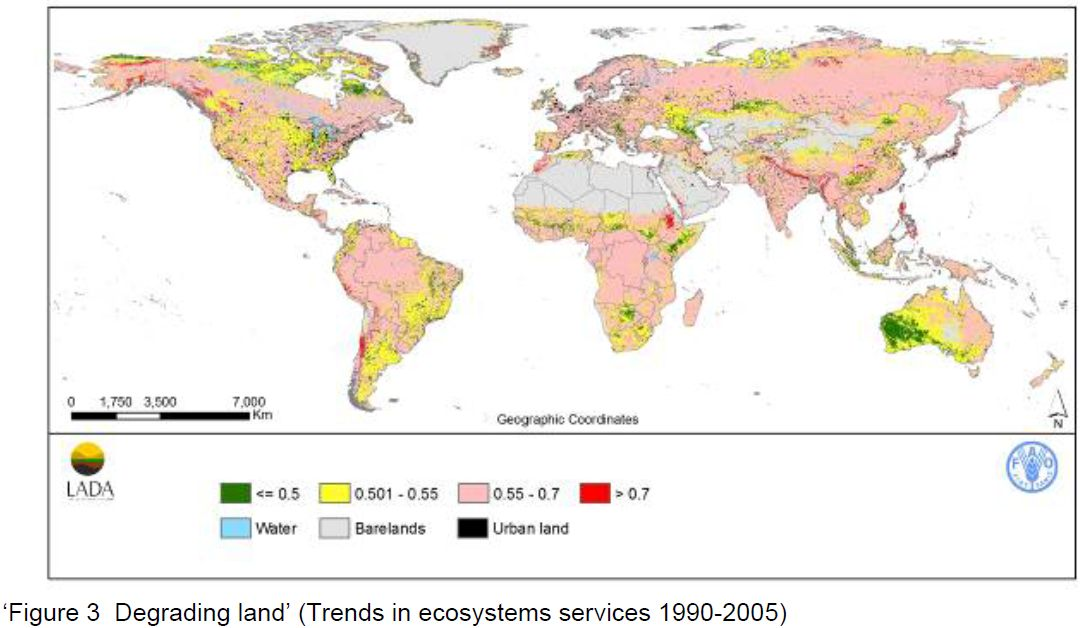 0 1,750 3,500 7,000
Km
Geographic Coordinates
N
LADA
F A O
<= 0.5 0.501 - 0.55 0.55 - 0.7 > 0.7
Water Barelands Urban land
‘Figure 3 Degrading land’ (Trends in ecosystems services 1990-2005)